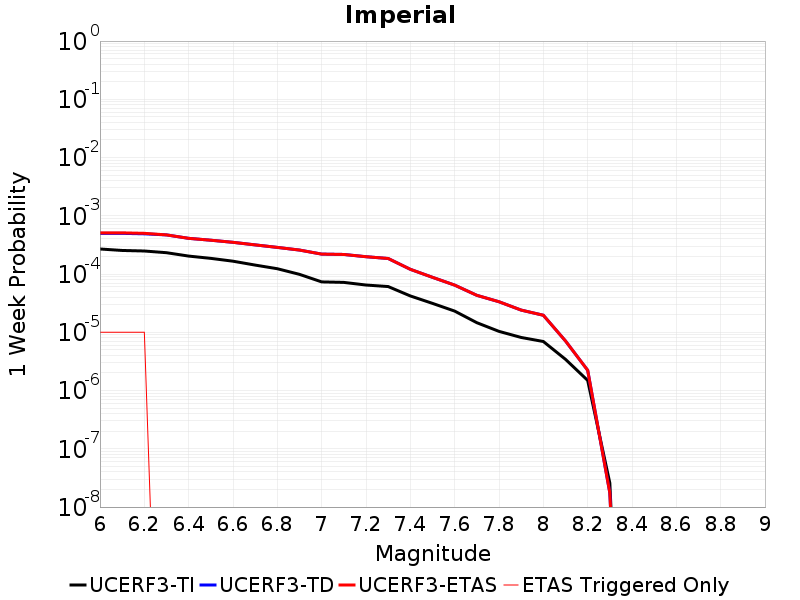 Imperial
10^0
10^-1
10^-2
10^-3
10^-4
10^-5
10^-6
10^-7
10^-8
1 Week Probability
6 6.2 6.4 6.6 6.8 7 7.2 7.4 7.6 7.8 8 8.2 8.4 8.6 8.8 9
Magnitude
UCERF3-TI UCERF3-TD UCERF3-ETAS ETAS Triggered Only